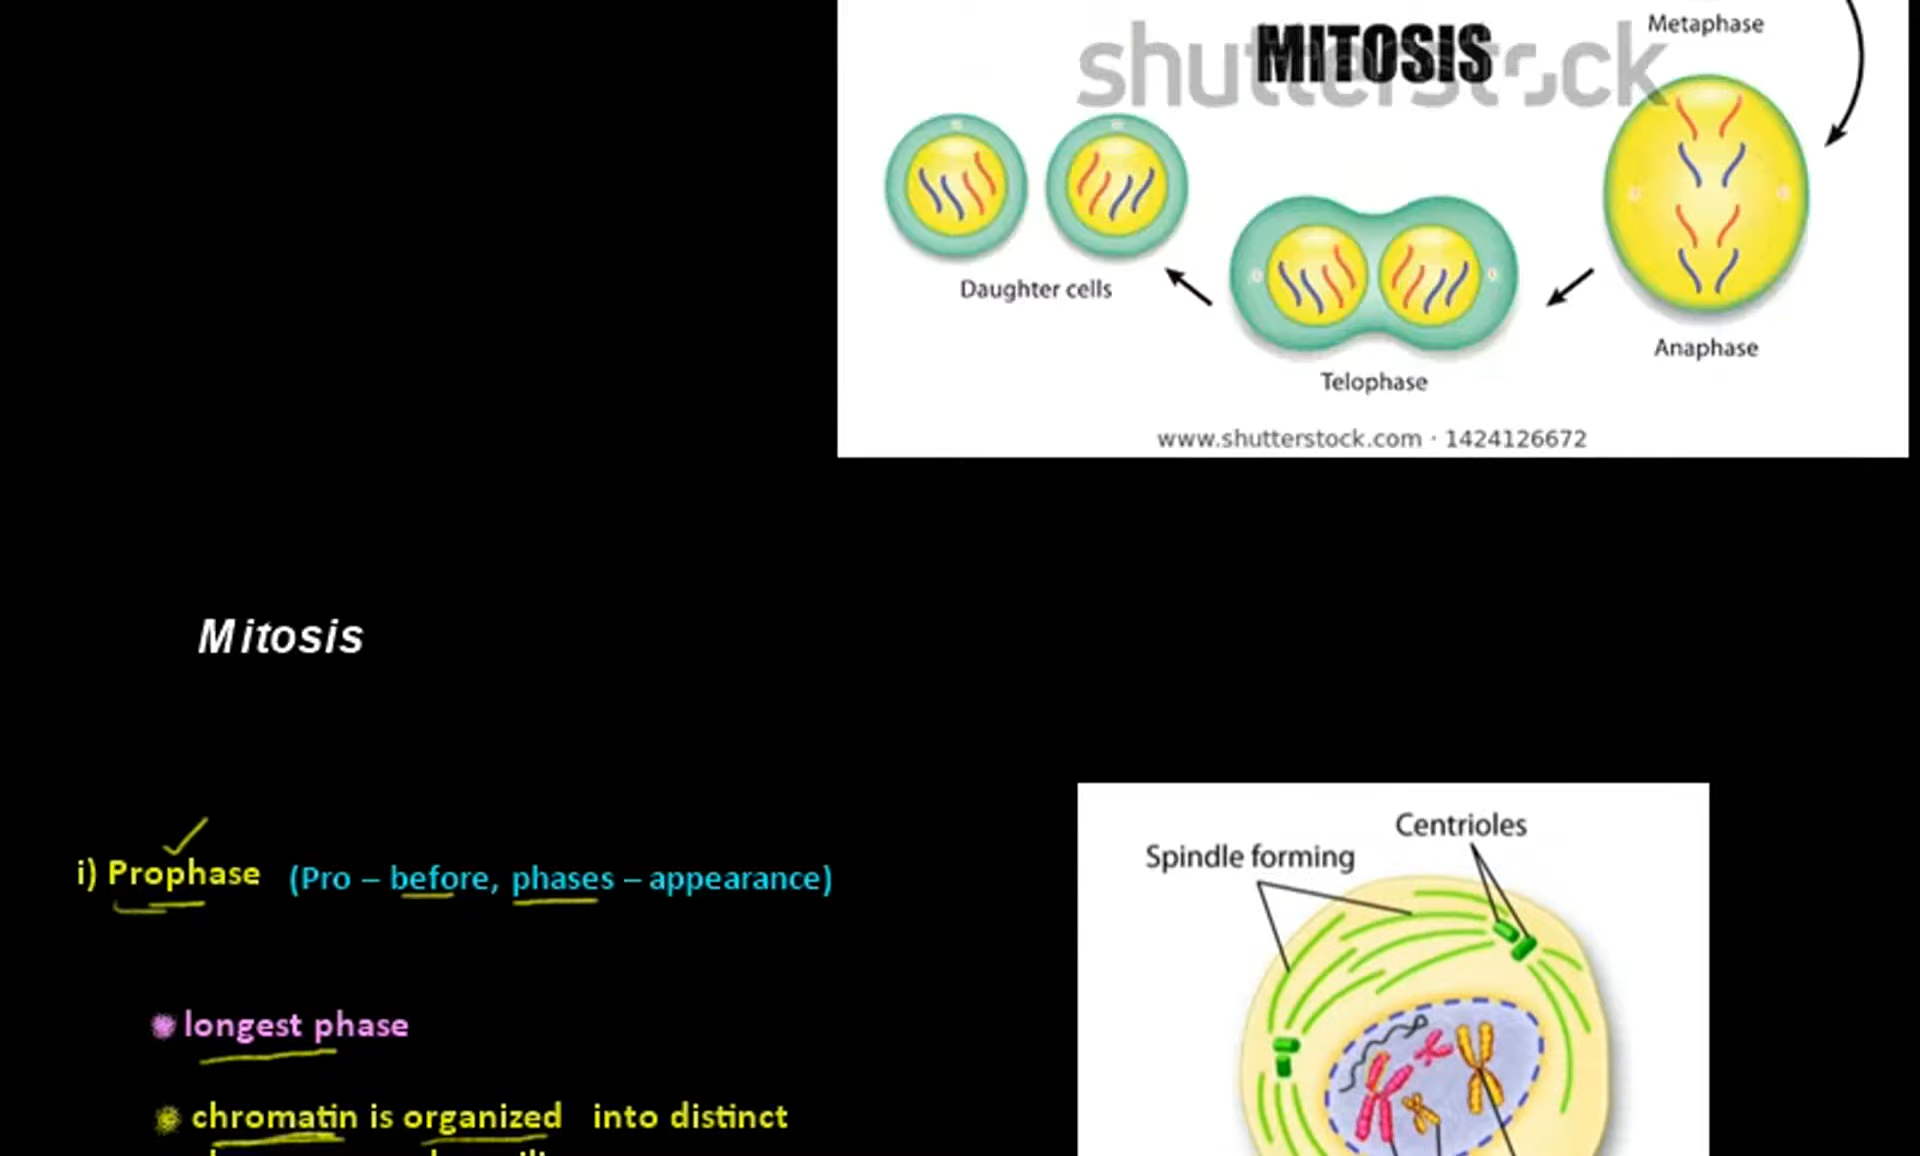 Metaphase
shutterstock
MITOSIS
Daughter cells
Telophase
Anaphase
www.shutterstock.com · 1424126672
Mitosis
i) Prophase (Pro – before, phases – appearance)
Centrioles
Spindle forming
longest phase
chromatin is organized into distinct